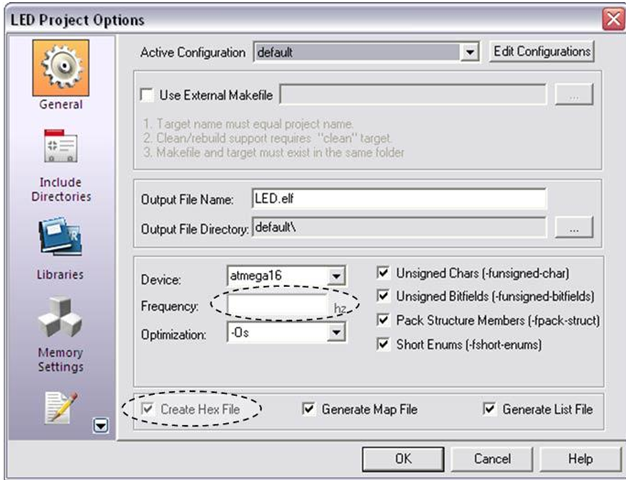 LED Project Options
General
Include
Directories
Libraries
Memory
Settings
Active Configuration default Edit Configurations
Use External Makefile ...
1. Target name must equal project name.
2. Clean/rebuild support requires "clean" target.
3. Makefile and target must exist in the same folder
Output File Name: LED.elf
Output File Directory: default\ ...
Device: atmega16
Frequency: hz
Optimization: -Os
Unsigned Chars (-funsigned-char)
Unsigned Bitfields (-funsigned-bitfields)
Pack Structure Members (-fpack-struct)
Short Enums (-fshort-enums)
Create Hex File Generate Map File Generate List File
OK Cancel Help